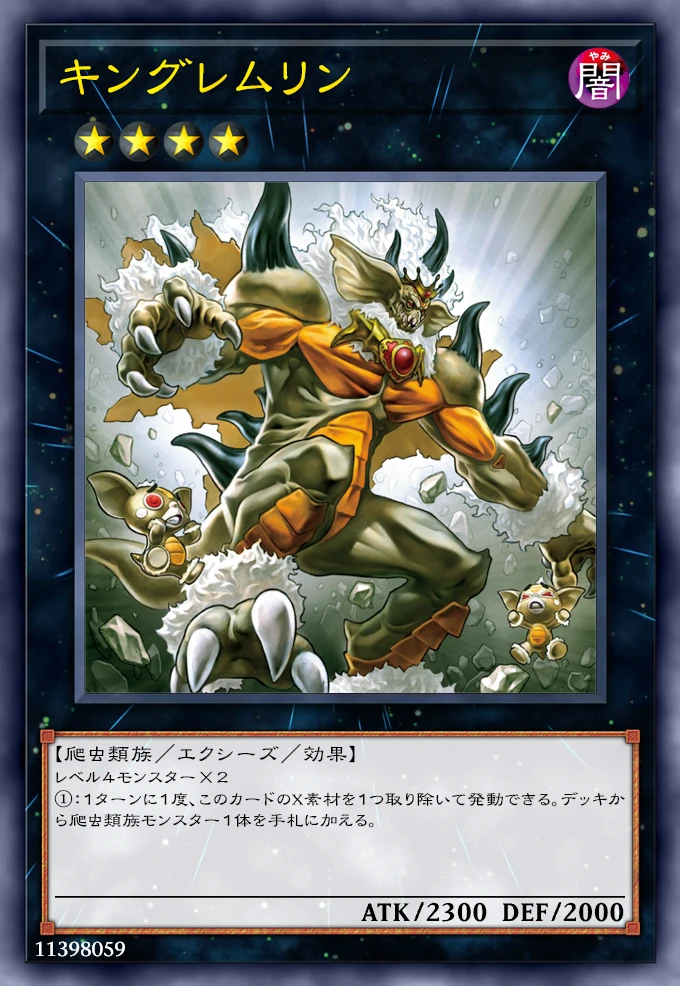 キングレムリン
やみ
闇
【爬虫類族／エクシーズ／効果】
レベル４モンスター×２
①：1ターンに1度、このカードのX素材を1つ取り除いて発動できる。デッキか
ら爬虫類族モンスター1体を手札に加える。
ATK/2300 DEF/2000
11398059